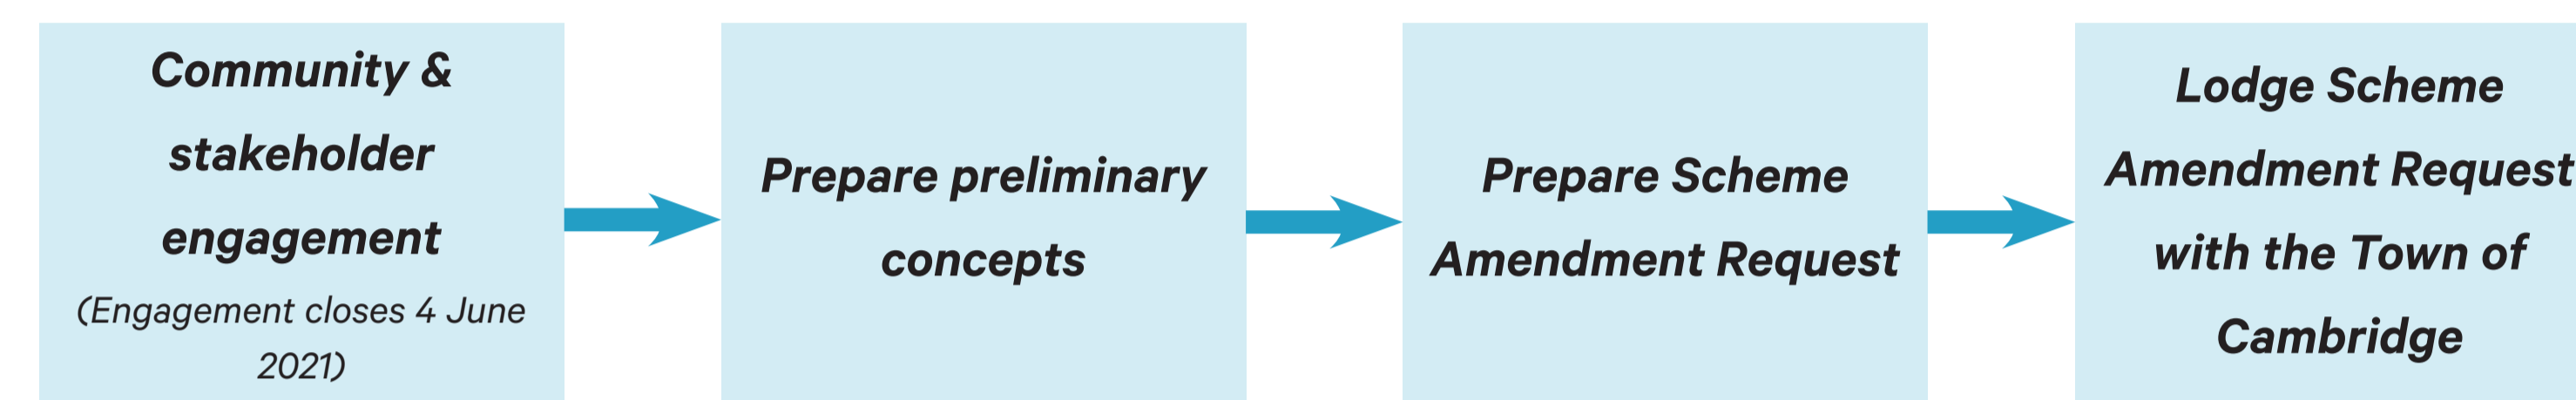 Community &
stakeholder
engagement
(Engagement closes 4 June
2021)
Prepare preliminary
concepts
Prepare Scheme
Amendment Request
Lodge Scheme
Amendment Request
with the Town of
Cambridge